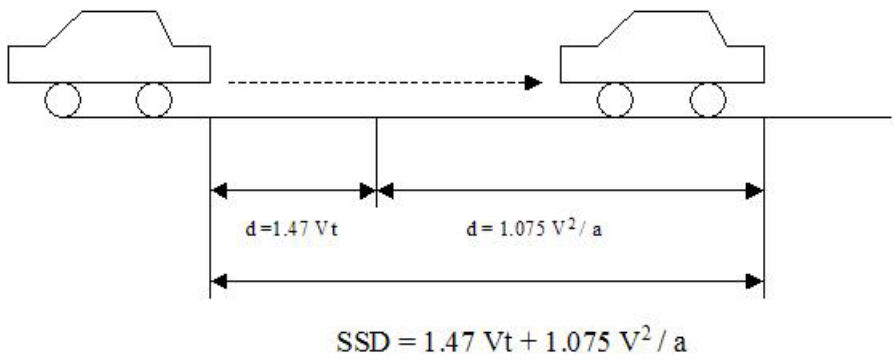 d =1.47 Vt
d = 1.075 V² / a
SSD = 1.47 Vt + 1.075 V² / a